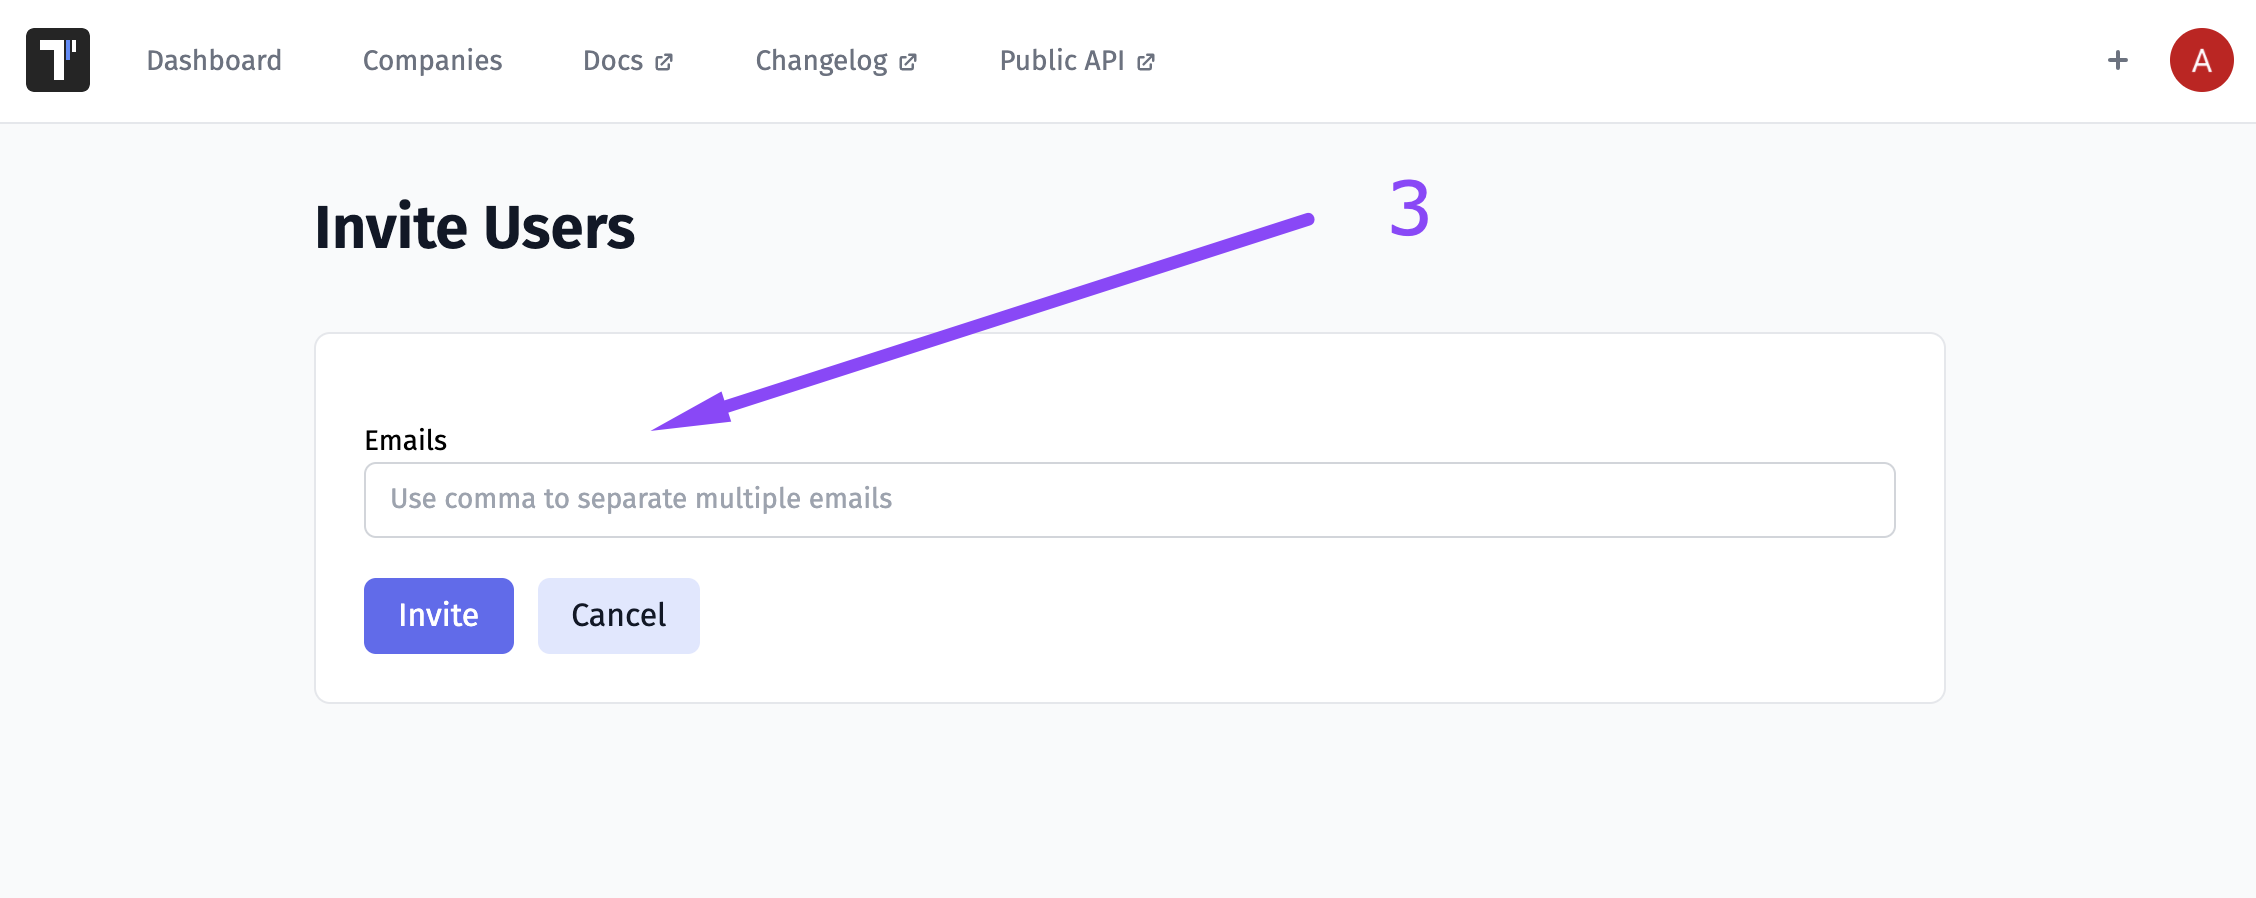 T Dashboard Companies Docs Changelog Public API + A
3
Invite Users
Emails
Use comma to separate multiple emails
Invite Cancel